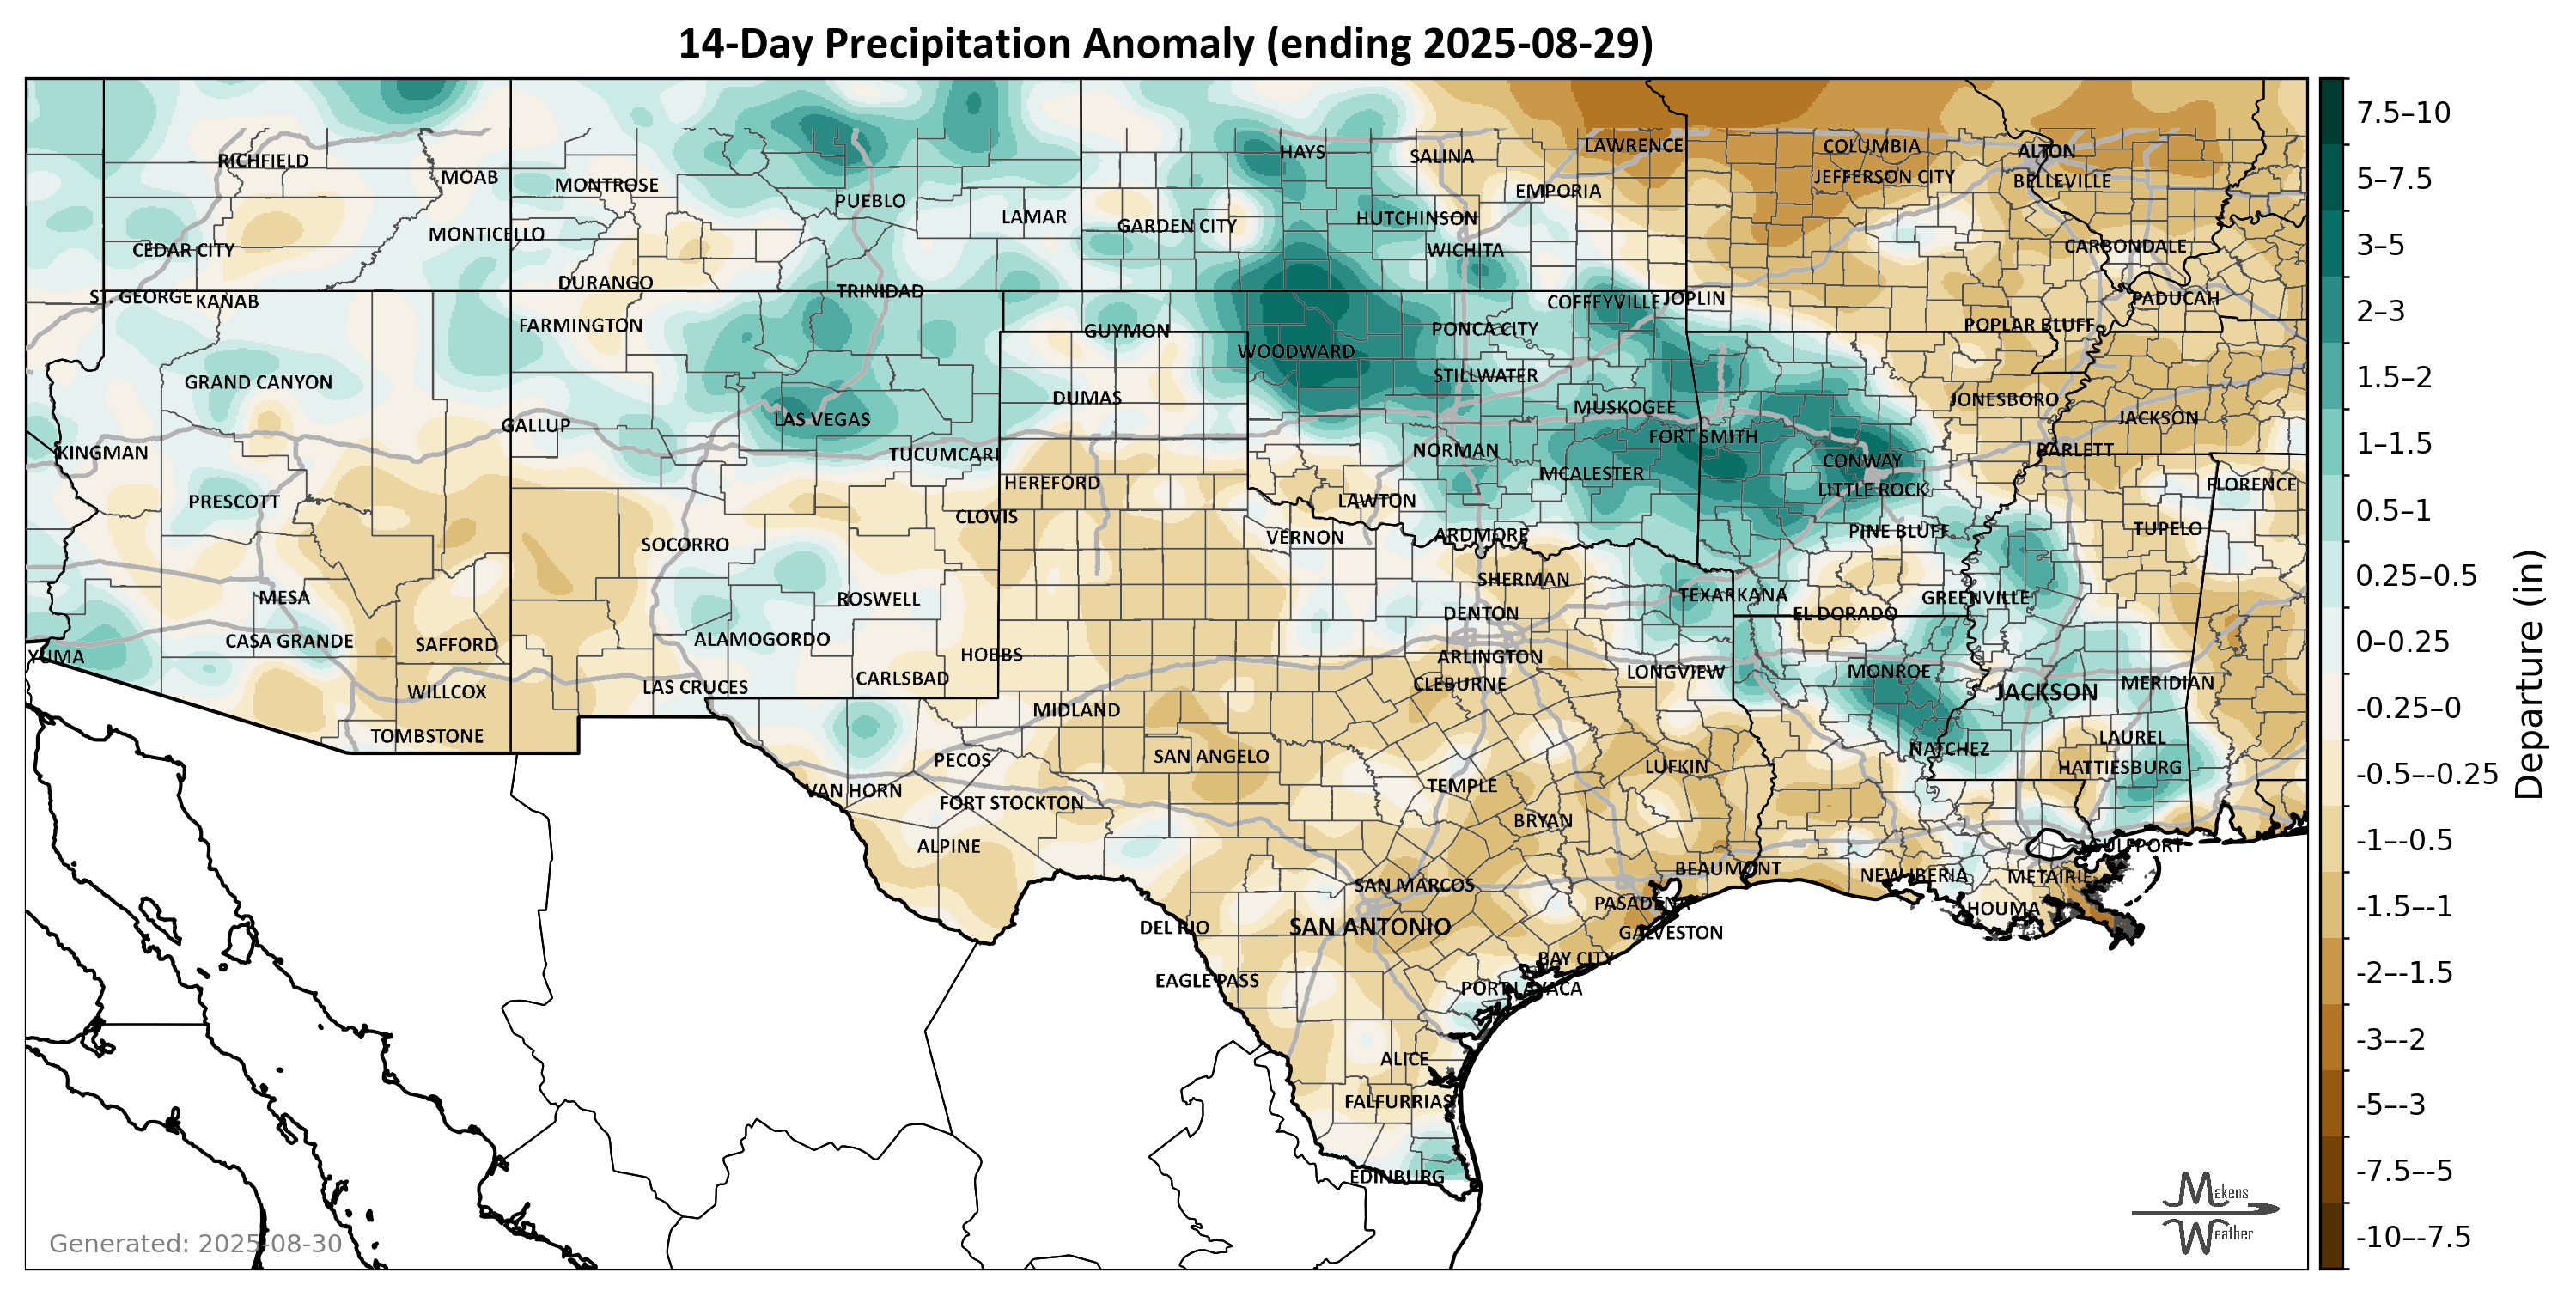 14-Day Precipitation Anomaly (ending 2025-08-29)
RICHFIELD
MOAB
MONTROSE
PUEBLO
LAMAR
HAYS
SALINA
LAWRENCE
EMPORIA
COLUMBIA
JEFFERSON CITY
ALTON
BELLEVILLE
CEDAR CITY
MONTICELLO
GARDEN CITY
HUTCHINSON
WICHITA
CARBONDALE
DURANGO
TRINIDAD
ST. GEORGE
KANAB
COFFEYVILLE
JOPLIN
PADUCAH
FARMINGTON
GUYMON
PONCA CITY
POPLAR BLUFF
WOODWARD
STILLWATER
GRAND CANYON
DUMAS
MUSKOGEE
JONESBORO
JACKSON
GALLUP
LAS VEGAS
KINGMAN
TUCUMCARI
NORMAN
FORT SMITH
BARLETT
MCALESTER
CONWAY
PRESCOTT
HEREFORD
LAWTON
LITTLE ROCK
FLORENCE
CLOVIS
SOCORRO
VERNON
ARDMORE
PINE BLUFF
TUPELO
SHERMAN
MESA
ROSWELL
DENTON
TEXARKANA
EL DORADO
GREENVILLE
CASA GRANDE
SAFFORD
ALAMOGORDO
YUMA
HOBBS
ARLINGTON
LONGVIEW
MONROE
WILLCOX
LAS CRUCES
CARLSBAD
CLEBURNE
JACKSON
MERIDIAN
TOMBSTONE
MIDLAND
PECOS
SAN ANGELO
LUFKIN
NATCHEZ
LAUREL
HATTIESBURG
VAN HORN
FORT STOCKTON
TEMPLE
ALPINE
BRYAN
GULFPORT
SAN MARCOS
BEAUMONT
NEW IBERIA
METAIRIE
DEL RIO
SAN ANTONIO
PASADENA
GALVESTON
HOUMA
EAGLE PASS
BAY CITY
PORT LAVACA
ALICE
FALFURRIAS
EDINBURG
7.5–10
5–7.5
3–5
2–3
1.5–2
1–1.5
0.5–1
0.25–0.5
0–0.25
-0.25–0
-0.5–-0.25
-1–-0.5
-1.5–-1
-2–-1.5
-3–-2
-5–-3
-7.5–-5
-10–-7.5
Departure (in)
Generated: 2025-08-30
Makens
Weather